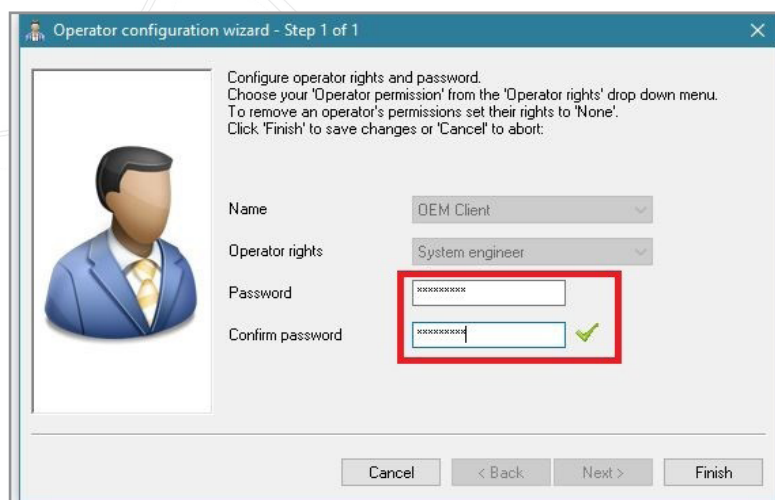 Operator configuration wizard - Step 1 of 1
Configure operator rights and password.
Choose your 'Operator permission' from the 'Operator rights' drop down menu.
To remove an operator's permissions set their rights to 'None'.
Click 'Finish' to save changes or 'Cancel' to abort:
Name OEM Client
Operator rights System engineer
Password *********
Confirm password *********
Cancel < Back Next > Finish